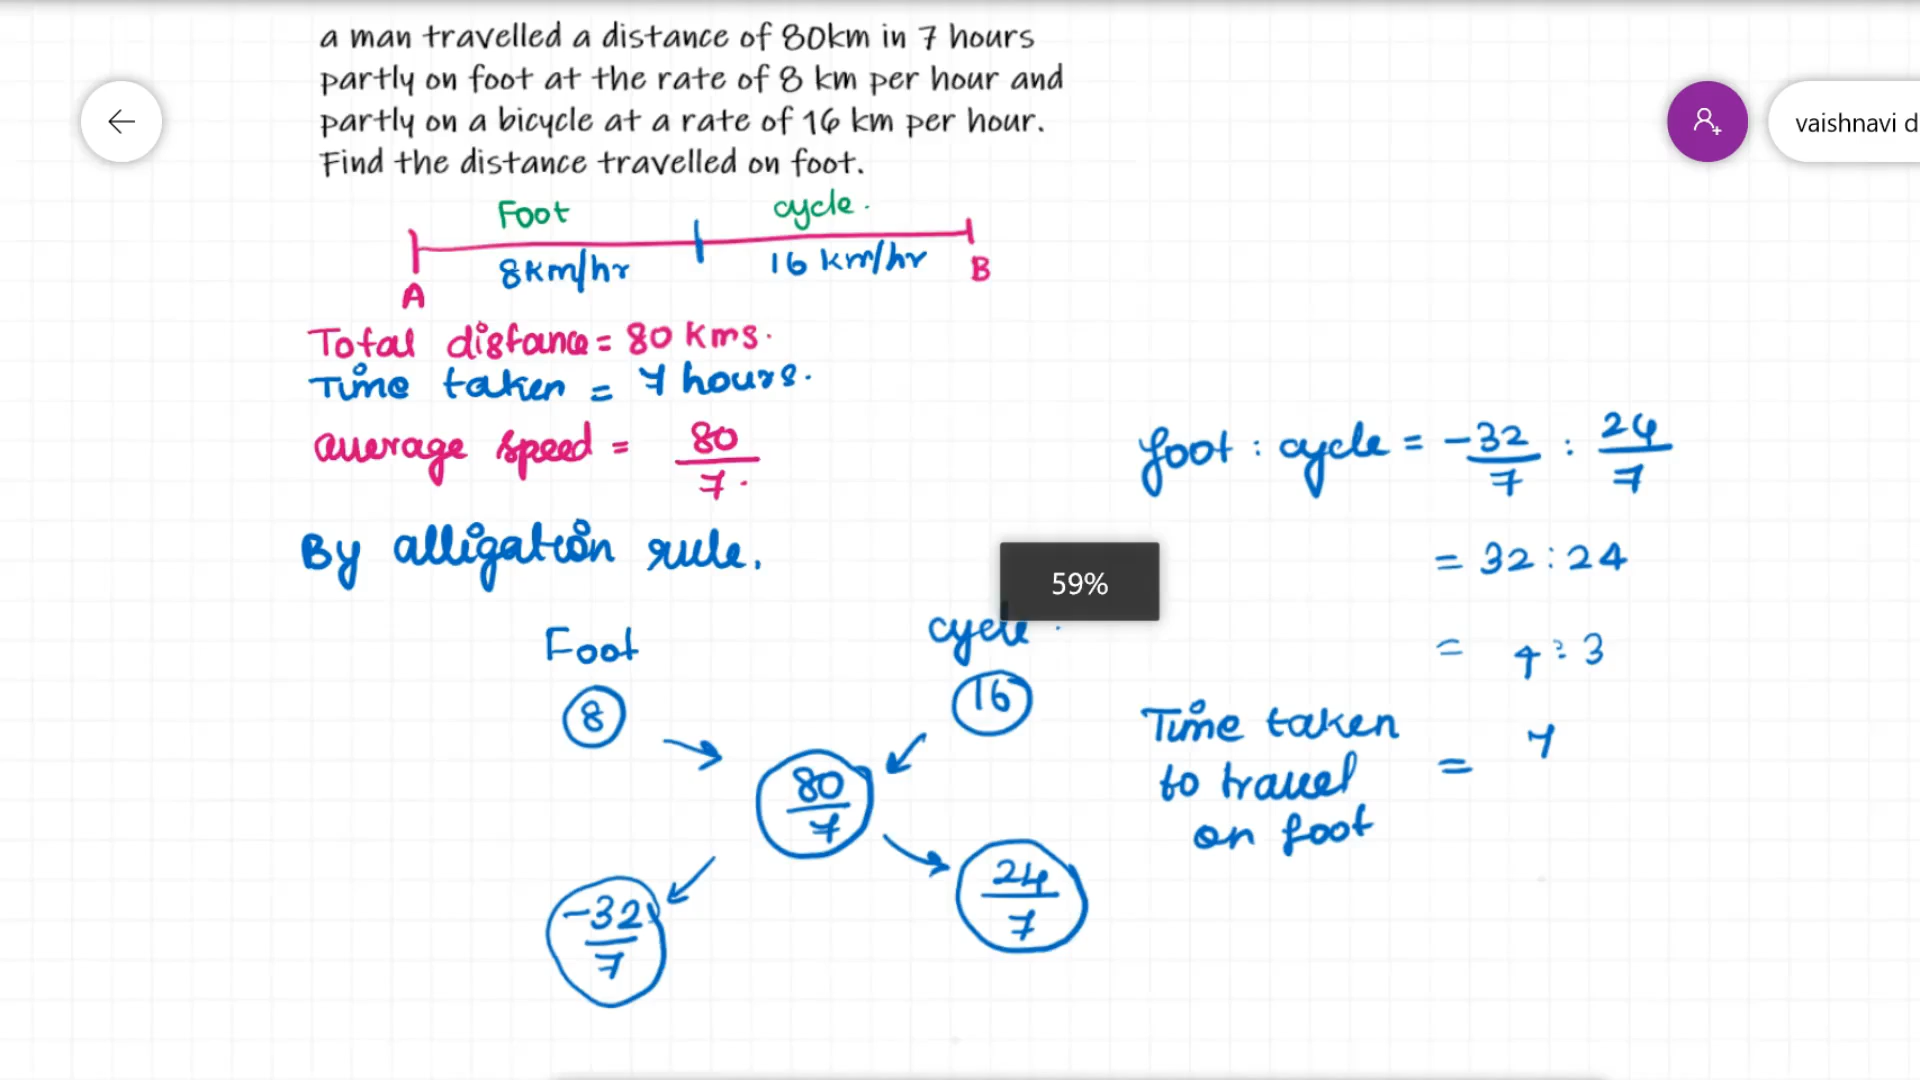 a man travelled a distance of 80km in 7 hours
partly on foot at the rate of 8 km per hour and
partly on a bicycle at a rate of 16 km per hour.
Find the distance travelled on foot.
vaishnavi d
Foot cycle.
8km/hr 16 km/hr
A B
Total distance = 80 kms.
Time taken = 7 hours.
average speed = 80/7.
By alligation rule,
Foot cycle.
8 16
80/7
-32/7 24/7
foot : cycle = -32/7 : 24/7
= 32 : 24
= 4 : 3
Time taken
to travel = 7
on foot
59%